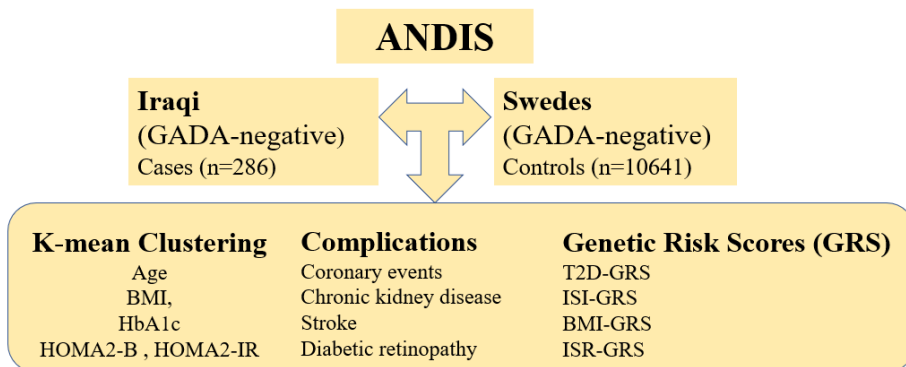 ANDIS
Iraqi
(GADA-negative)
Cases (n=286)
Swedes
(GADA-negative)
Controls (n=10641)
K-mean Clustering
Age
BMI,
HbA1c
HOMA2-B , HOMA2-IR
Complications
Coronary events
Chronic kidney disease
Stroke
Diabetic retinopathy
Genetic Risk Scores (GRS)
T2D-GRS
ISI-GRS
BMI-GRS
ISR-GRS